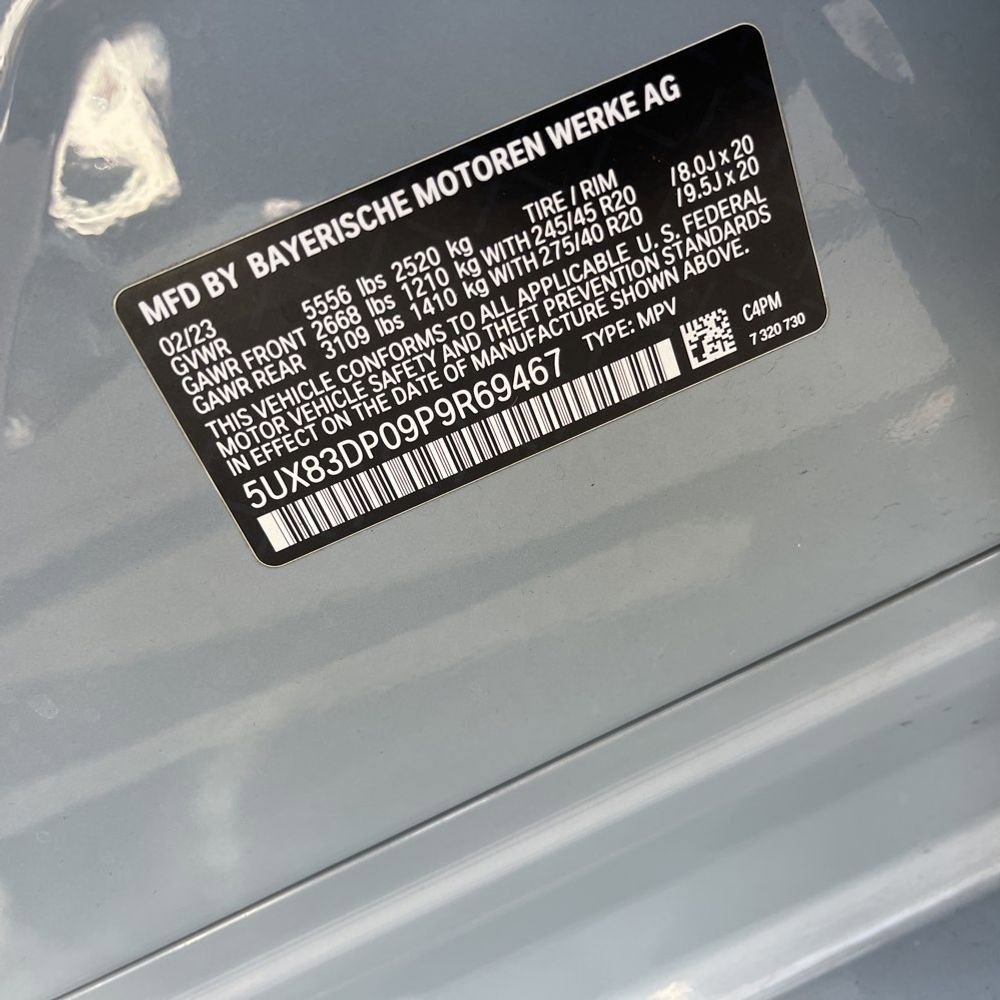 MFD BY BAYERISCHE MOTOREN WERKE AG
02/23 TIRE / RIM
GVWR 5556 lbs 2520 kg
GAWR FRONT 2668 lbs 1210 kg WITH 245/45 R20 /8.0J x 20
GAWR REAR 3109 lbs 1410 kg WITH 275/40 R20 /9.5J x 20
THIS VEHICLE CONFORMS TO ALL APPLICABLE U. S. FEDERAL
MOTOR VEHICLE SAFETY AND THEFT PREVENTION STANDARDS
IN EFFECT ON THE DATE OF MANUFACTURE SHOWN ABOVE.
5UX83DP09P9R69467 TYPE: MPV
C4PM
7 320 730